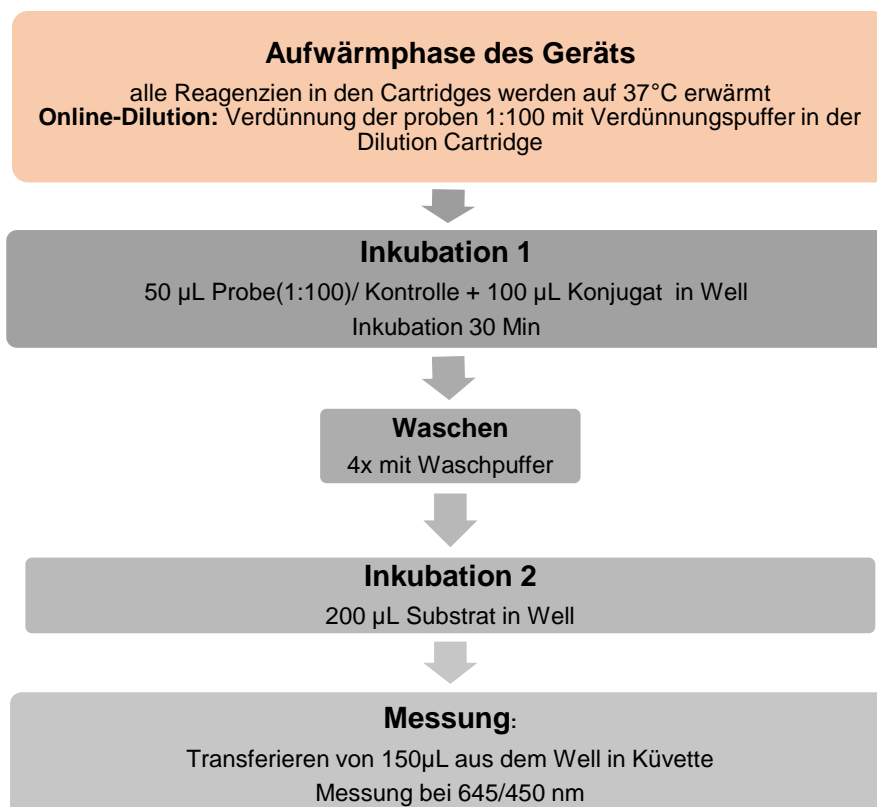 Aufwärmphase des Geräts
alle Reagenzien in den Cartridges werden auf 37°C erwärmt
Online-Dilution: Verdünnung der proben 1:100 mit Verdünnungspuffer in der
Dilution Cartridge
Inkubation 1
50 µL Probe(1:100)/ Kontrolle + 100 µL Konjugat in Well
Inkubation 30 Min
Waschen
4x mit Waschpuffer
Inkubation 2
200 µL Substrat in Well
Messung:
Transferieren von 150µL aus dem Well in Küvette
Messung bei 645/450 nm